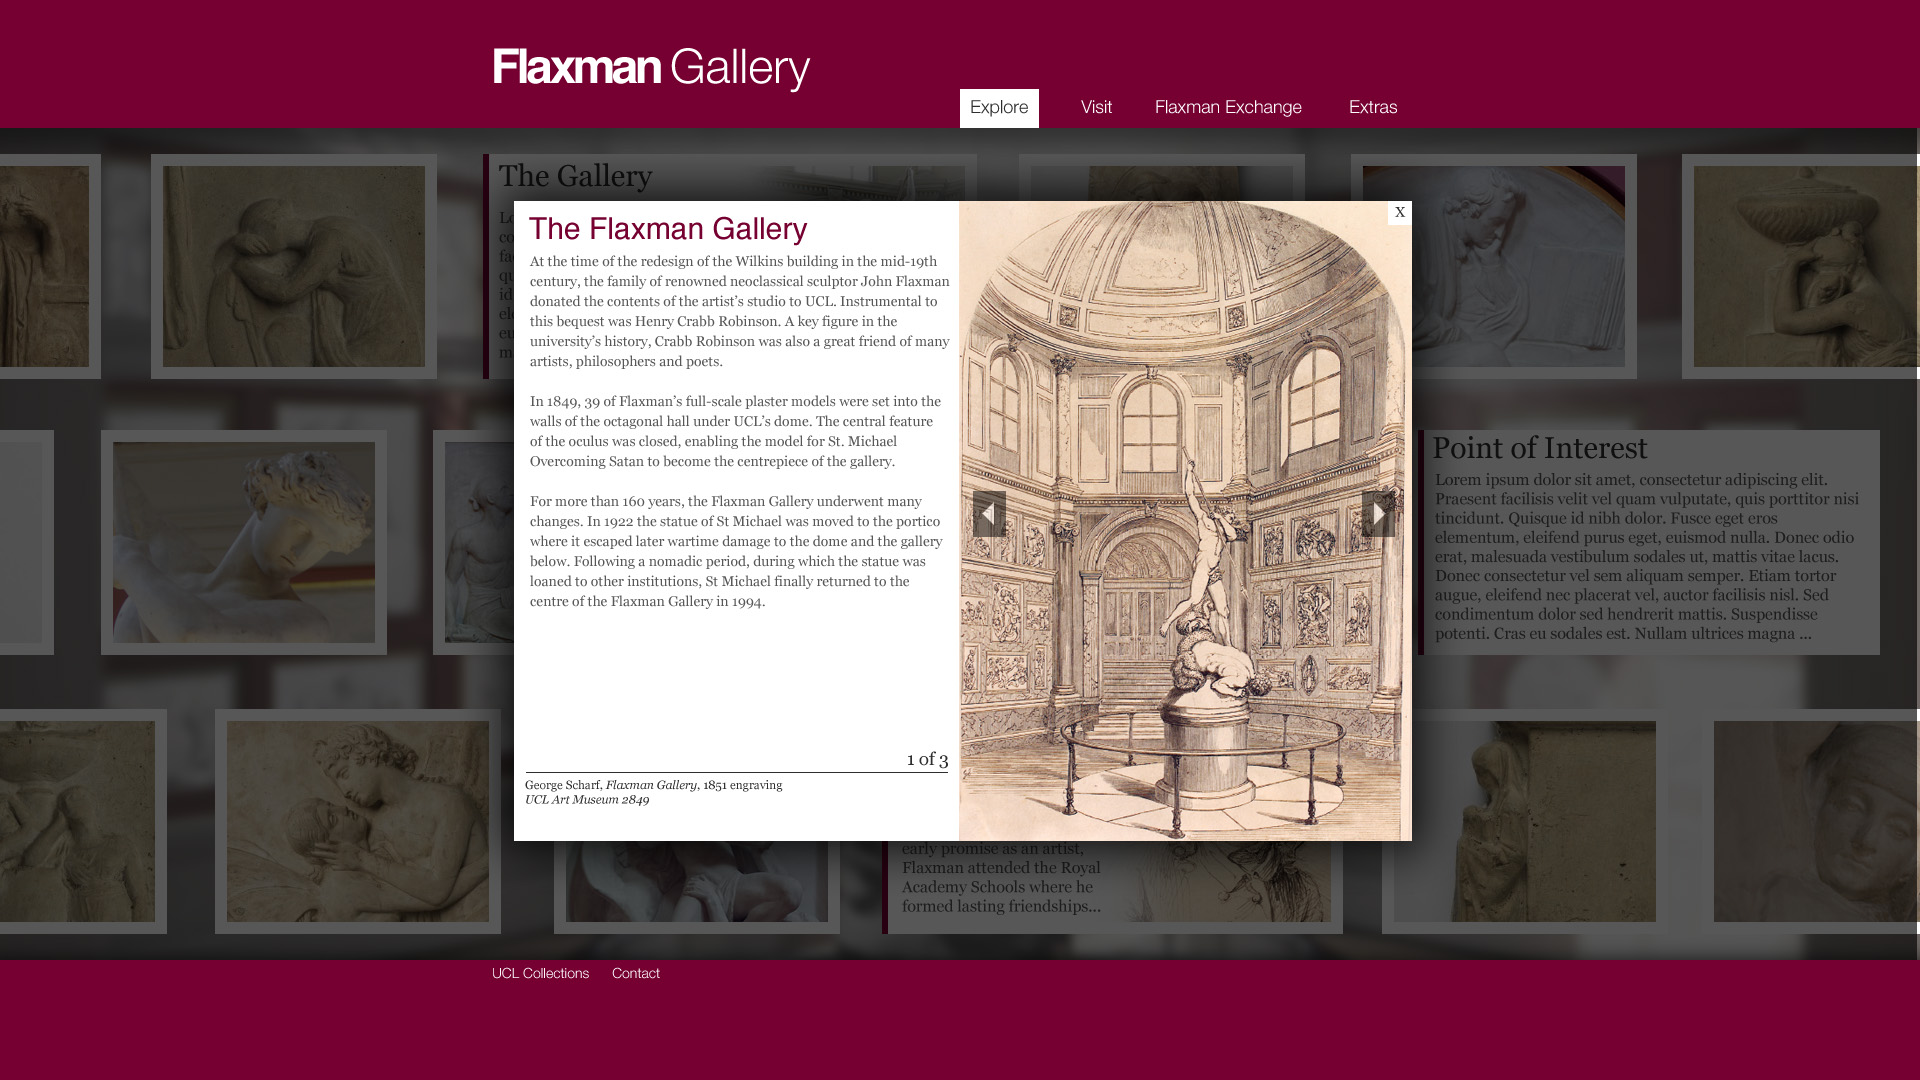 Flaxman Gallery
Explore
Visit
Flaxman Exchange
Extras
The Gallery
The Flaxman Gallery
X
At the time of the redesign of the Wilkins building in the mid-19th
century, the family of renowned neoclassical sculptor John Flaxman
donated the contents of the artist's studio to UCL. Instrumental to
this bequest was Henry Crabb Robinson. A key figure in the
university's history, Crabb Robinson was also a great friend of many
artists, philosophers and poets.
In 1849, 39 of Flaxman's full-scale plaster models were set into the
walls of the octagonal hall under UCL's dome. The central feature
of the oculus was closed, enabling the model for St. Michael
Overcoming Satan to become the centrepiece of the gallery.
For more than 160 years, the Flaxman Gallery underwent many
changes. In 1922 the statue of St Michael was moved to the portico
where it escaped later wartime damage to the dome and the gallery
below. Following a nomadic period, during which the statue was
loaned to other institutions, St Michael finally returned to the
centre of the Flaxman Gallery in 1994.
1 of 3
George Scharf, Flaxman Gallery, 1851 engraving
UCL Art Museum 2849
Point of Interest
Lorem ipsum dolor sit amet, consectetur adipiscing elit.
Praesent facilisis velit vel quam vulputate, quis porttitor nisi
tincidunt. Quisque id nibh dolor. Fusce eget eros
elementum, eleifend purus eget, euismod nulla. Donec odio
erat, malesuada vestibulum sodales ut, mattis vitae lacus.
Donec consectetur vel sem aliquam semper. Etiam tortor
augue, eleifend nec placerat vel, auctor facilisis nisl. Sed
condimentum dolor sed hendrerit mattis. Suspendisse
potenti. Cras eu sodales est. Nullam ultrices magna ...
early promise as an artist,
Flaxman attended the Royal
Academy Schools where he
formed lasting friendships...
UCL Collections
Contact